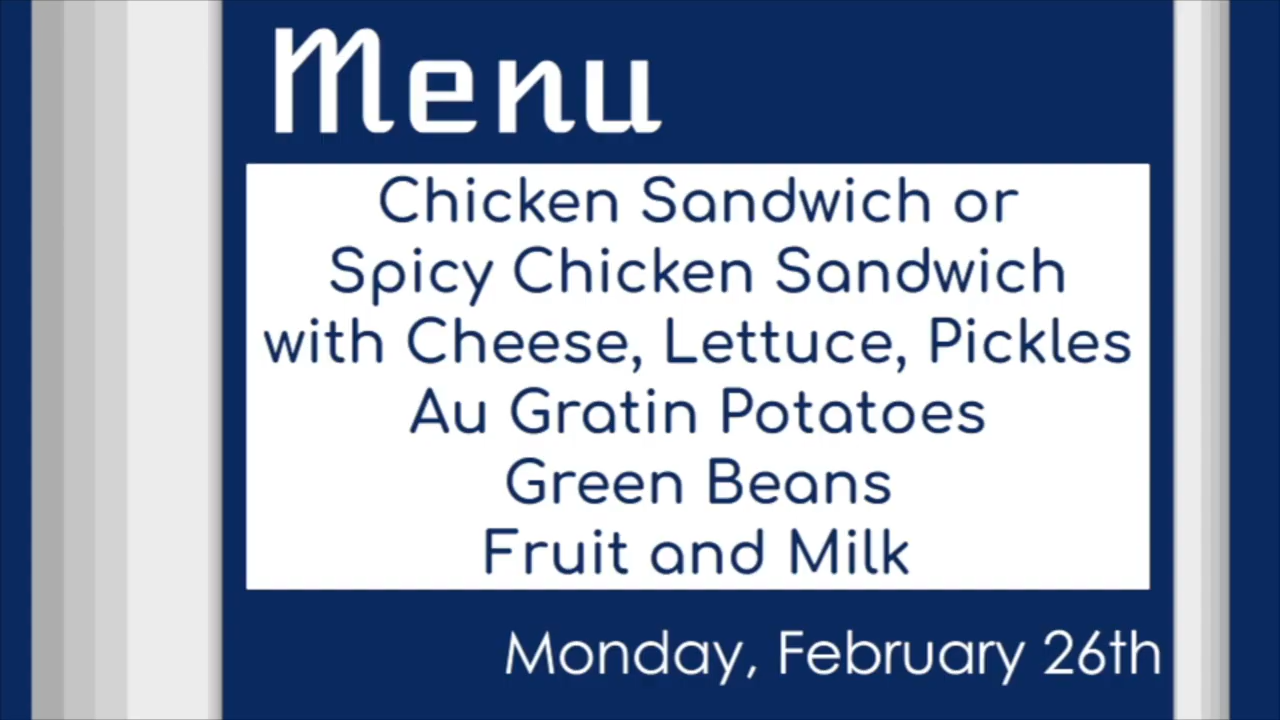 Menu
Chicken Sandwich or
Spicy Chicken Sandwich
with Cheese, Lettuce, Pickles
Au Gratin Potatoes
Green Beans
Fruit and Milk
Monday, February 26th